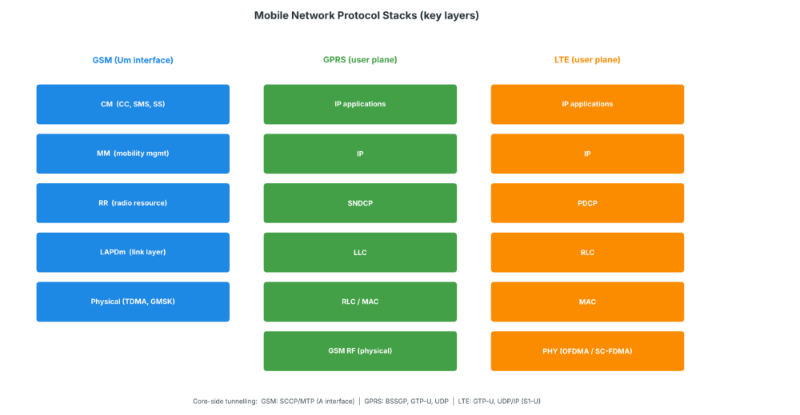 Mobile Network Protocol Stacks (key layers)
GSM (Um interface)
CM (CC, SMS, SS)
MM (mobility mgmt)
RR (radio resource)
LAPDm (link layer)
Physical (TDMA, GMSK)
GPRS (user plane)
IP applications
IP
SNDCP
LLC
RLC / MAC
GSM RF (physical)
LTE (user plane)
IP applications
IP
PDCP
RLC
MAC
PHY (OFDMA / SC-FDMA)
Core-side tunnelling: GSM: SCCP/MTP (A interface) | GPRS: BSSGP, GTP-U, UDP | LTE: GTP-U, UDP/IP (S1-U)